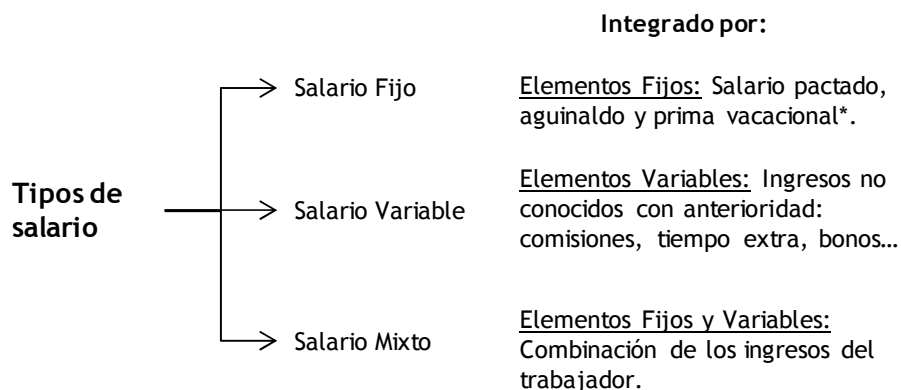 Integrado por:
Salario Fijo
Elementos Fijos: Salario pactado,
aguinaldo y prima vacacional*.
Tipos de
salario
Salario Variable
Elementos Variables: Ingresos no
conocidos con anterioridad:
comisiones, tiempo extra, bonos…
Salario Mixto
Elementos Fijos y Variables:
Combinación de los ingresos del
trabajador.